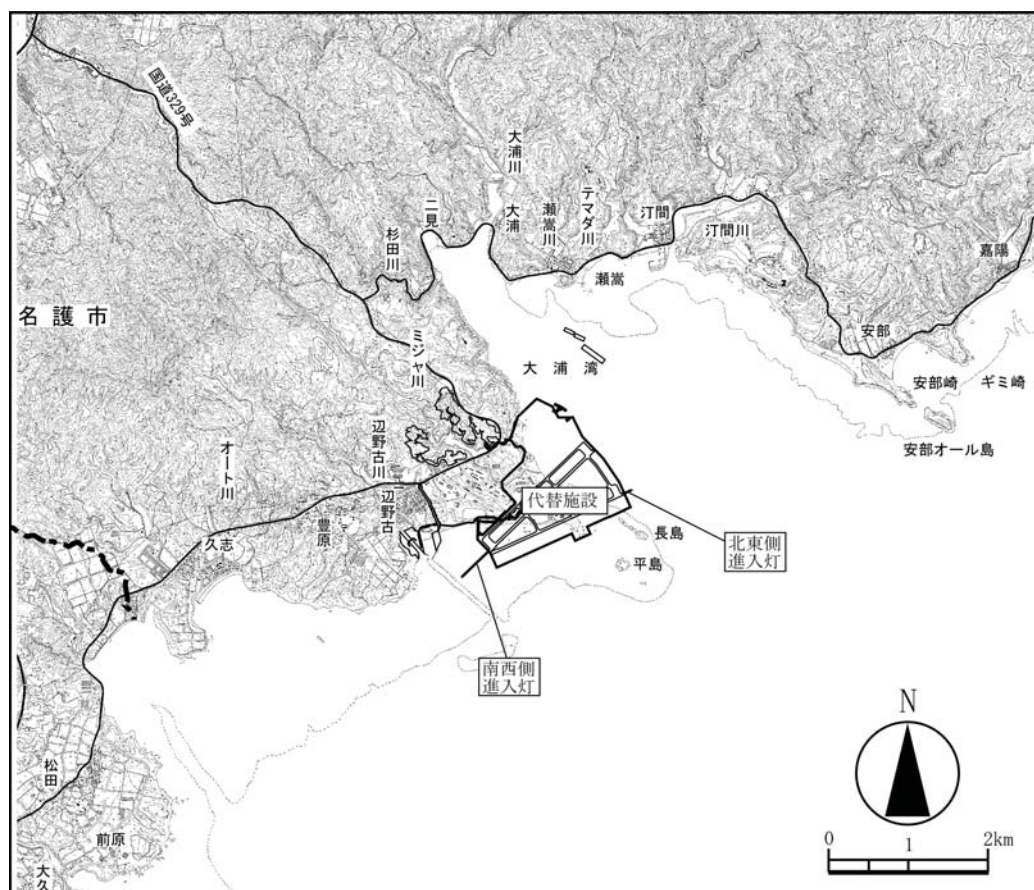 国道329号
大浦川
大浦
瀬嵩川
テマダ川
汀間
汀間川
二見
杉田川
瀬嵩
嘉陽
名護市
ミジャ川
大浦湾
安部
安部崎
ギミ崎
安部オール島
辺野古川
辺野古
オート川
豊原
久志
代替施設
長島
平島
北東側
進入灯
南西側
進入灯
松田
前原
大久
N
0
1
2km